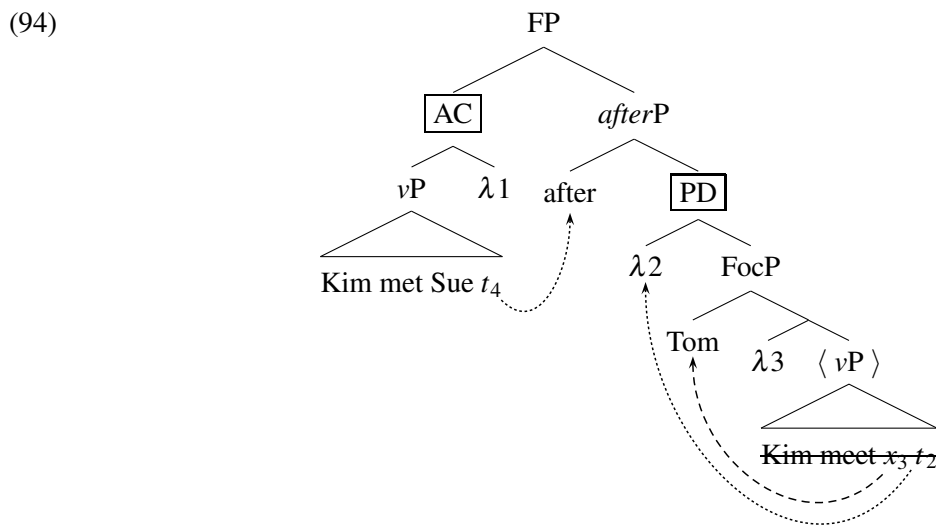 (94)
FP
AC afterP
vP λ1 after PD
Kim met Sue t4 λ2 FocP
Tom λ3 ⟨ vP ⟩
Kim meet x3 t2